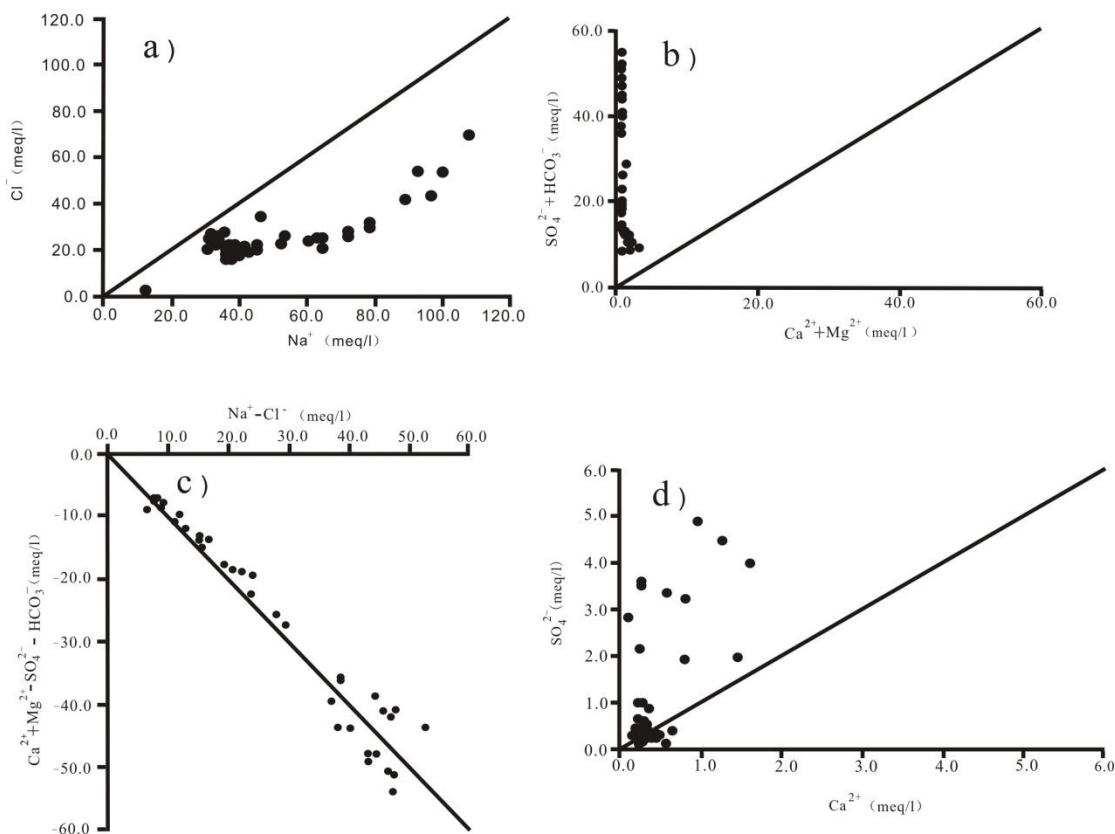 a)
120.0
100.0
80.0
60.0
40.0
20.0
0.0
Cl⁻ (meq/l)
0.0 20.0 40.0 60.0 80.0 100.0 120.0
Na⁺ (meq/l)
b)
60.0
40.0
20.0
0.0
SO₄²⁻+HCO₃⁻ (meq/l)
0.0 20.0 40.0 60.0
Ca²⁺+Mg²⁺ (meq/l)
Na⁺-Cl⁻ (meq/l)
0.0 10.0 20.0 30.0 40.0 50.0 60.0
c)
0.0
-10.0
-20.0
-30.0
-40.0
-50.0
-60.0
Ca²⁺+Mg²⁺-SO₄²⁻-HCO₃⁻(meq/l)
d)
6.0
5.0
4.0
3.0
2.0
1.0
0.0
SO₄²⁻(meq/l)
0.0 1.0 2.0 3.0 4.0 5.0 6.0
Ca²⁺ (meq/l)